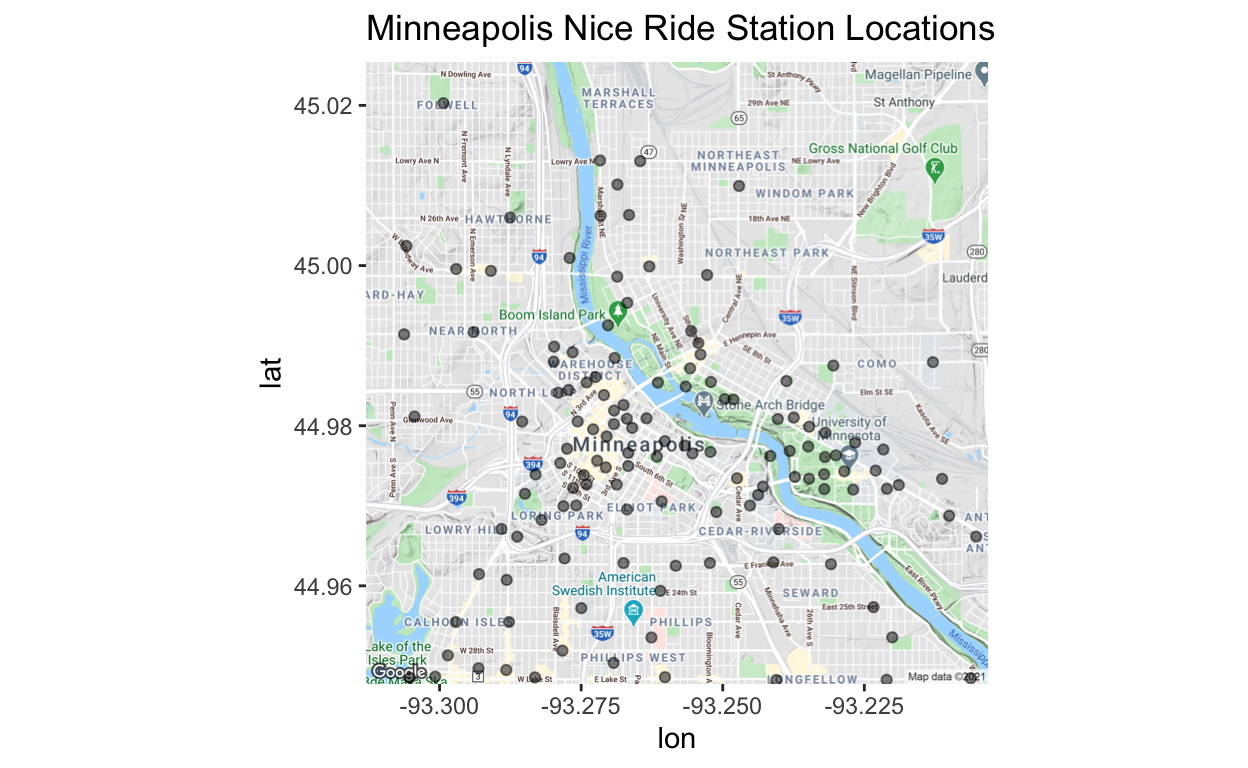 Minneapolis Nice Ride Station Locations
N Dowling Ave
94
MARSHALL
TERRACES
St Anthony Pkwy
Magellan Pipeline
45.02
FOLWELL
29th Ave NE
St Anthony
65
N Fremont Ave
N Lyndale Ave
47
Lowry Ave N
Lowry Ave N
NORTHEAST
MINNEAPOLIS
NE Lowry Ave
Gross National Golf Club
WINDOM PARK
New Brighton Blvd
N 26th Ave
HAWTHORNE
Washington St NE
18th Ave NE
35W
N Emerson Ave
94
Mississippi River
NORTHEAST PARK
280
45.00
Lauderd
ARD-HAY
NE Stinson Blvd
Central Ave NE
University Ave NE
Boom Island Park
35W
NEAR NORTH
NE Main St
E Hennepin Ave
SE 8th St
280
WAREHOUSE
DISTRICT
COMO
55
NORTH LO
N 3rd Ave
Elm St SE
Stone Arch Bridge
Kasota Ave SE
94
Glenwood Ave
44.98
University of
Minnesota
Penn Ave N
Minneapolis
394
South 6th St
3rd Ave S
Penn Ave S
394
Cedar Ave
LORING PARK
ELLIOT PARK
LOWRY HILL
94
CEDAR-RIVERSIDE
ANT
S
AN
E Franklin Ave
44.96
American
Swedish Institute
E 24th St
55
SEWARD
East River Pkwy
East 25th Street
Minnehaha Ave
26th Ave S
Cedar Ave
Blaisdell Ave
CALHOUN ISLES
35W
PHILLIPS
Bloomington A
Mississipp
Lake of the
Isles Park
W 28th St
PHILLIPS WEST
Google
3
W Lake St
E Lake St
LONGFELLOW
Map data ©2021
-93.300
-93.275
-93.250
-93.225
lon
lat